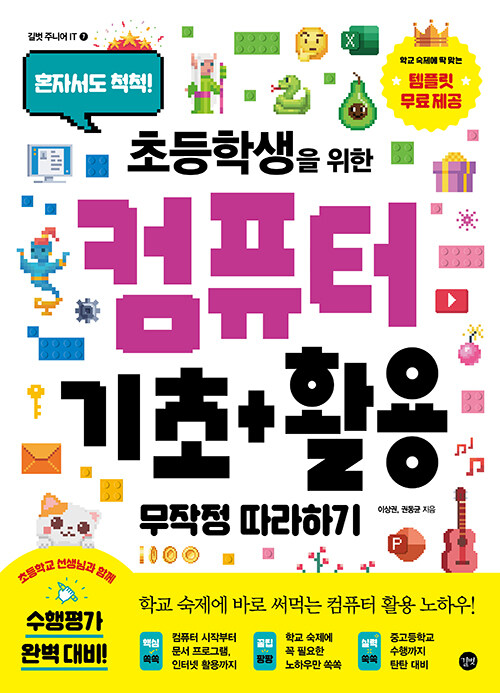 길벗 주니어 IT 7
혼자서도 척척!
학교 숙제에 딱 맞는
템플릿
무료 제공
초등학생을 위한
컴퓨터
기초+활용
무작정 따라하기
이상권, 권동균 지음
초등학교 선생님과 함께
수행평가
완벽 대비!
학교 숙제에 바로 써먹는 컴퓨터 활용 노하우!
핵심
쏙쏙
컴퓨터 시작부터
문서 프로그램,
인터넷 활용까지
꿀팁
팡팡
학교 숙제에
꼭 필요한
노하우만 쏙쏙
실력
쑥쑥
중고등학교
수행까지
탄탄 대비
길벗
X
P